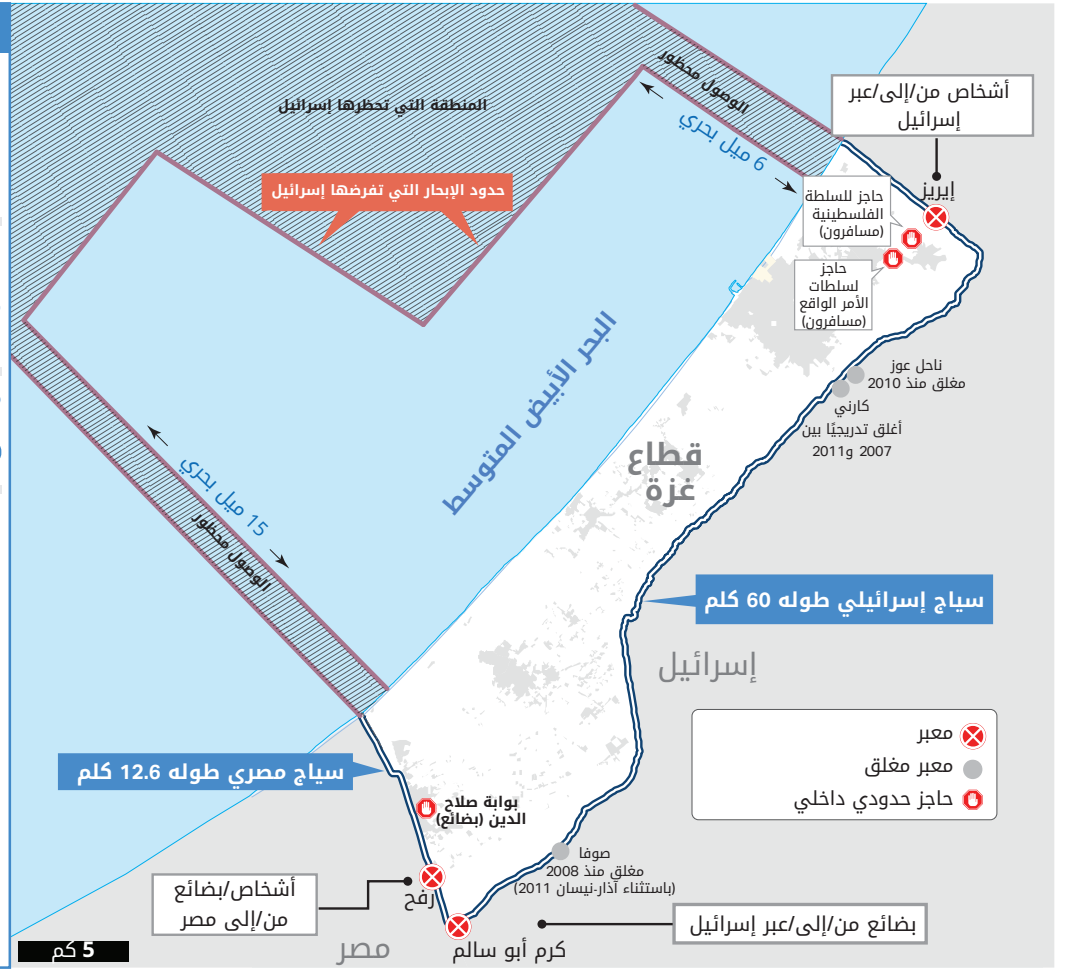 أشخاص من/إلى/عبر
إسرائيل
إيريز
الوصول محظور
المنطقة التي تحظرها إسرائيل
6 ميل بحري
حدود الإبحار التي تفرضها إسرائيل
حاجز للسلطة
الفلسطينية
(مسافرون)
حاجز
لسلطات
الأمر الواقع
(مسافرون)
ناحل عوز
مغلق منذ 2010
كارني
أغلق تدريجيًا بين
2007 و2011
البحر الأبيض المتوسط
قطاع
غزة
15 ميل بحري
الوصول محظور
سياج إسرائيلي طوله 60 كلم
إسرائيل
معبر
معبر مغلق
حاجز حدودي داخلي
سياج مصري طوله 12.6 كلم
بوابة صلاح
الدين (بضائع)
صوفا
مغلق منذ 2008
(باستثناء آذار-نيسان 2011)
رفح
أشخاص/بضائع
من/إلى مصر
بضائع من/إلى/عبر إسرائيل
كرم أبو سالم
مصر
5 كم